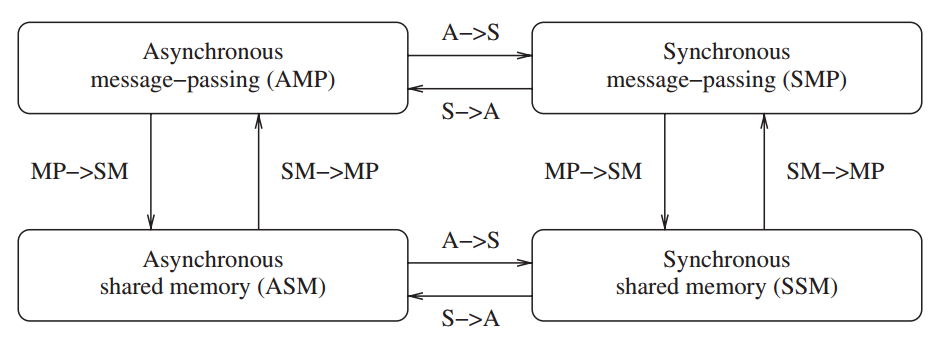 Asynchronous
message−passing (AMP)
A−>S
S−>A
Synchronous
message−passing (SMP)
MP−>SM
SM−>MP
MP−>SM
SM−>MP
Asynchronous
shared memory (ASM)
A−>S
S−>A
Synchronous
shared memory (SSM)